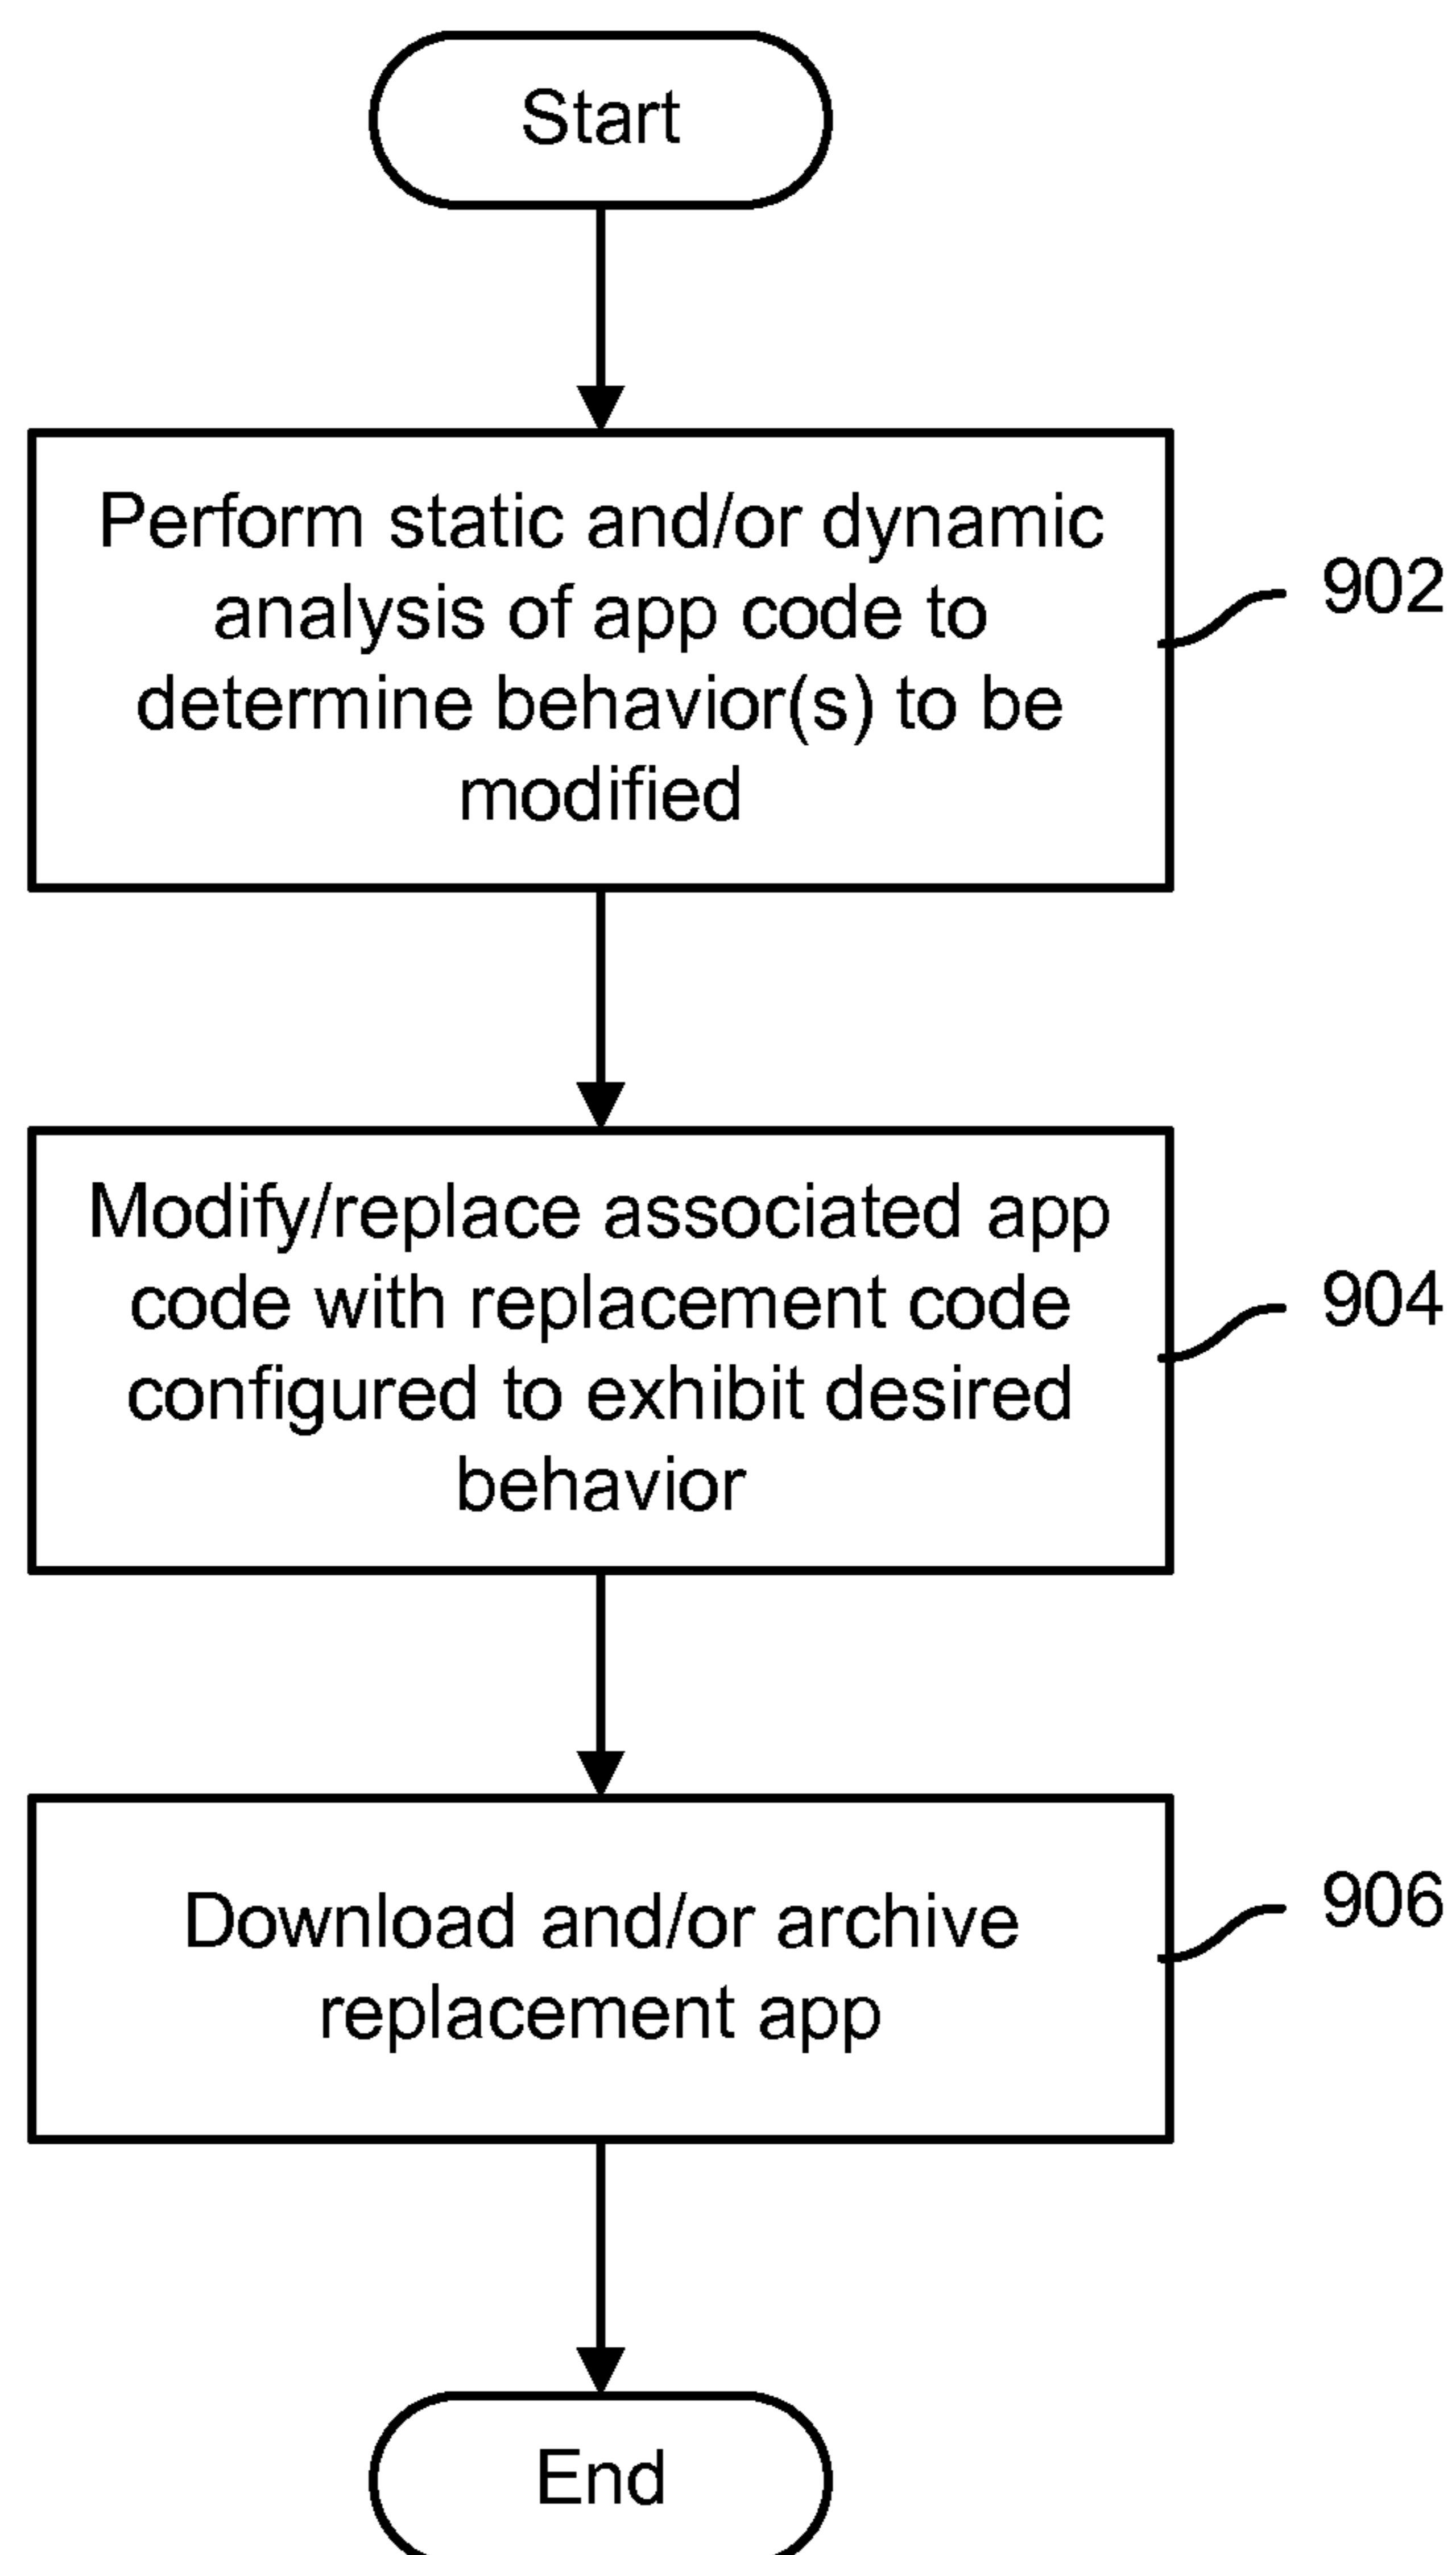 Start
Perform static and/or dynamic
analysis of app code to
determine behavior(s) to be
modified
902
Modify/replace associated app
code with replacement code
configured to exhibit desired
behavior
904
Download and/or archive
replacement app
906
End